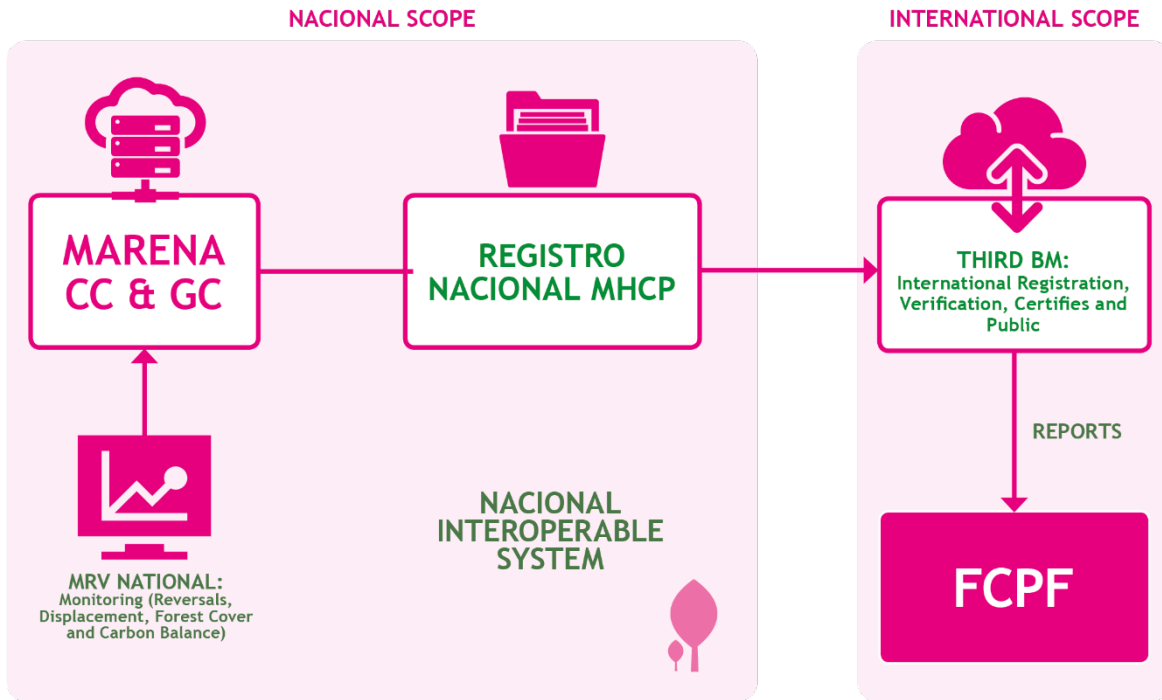 NACIONAL SCOPE
INTERNATIONAL SCOPE
MARENA
CC & GC
REGISTRO
NACIONAL MHCP
THIRD BM:
International Registration,
Verification, Certifies and
Public
REPORTS
NACIONAL
INTEROPERABLE
SYSTEM
MRV NATIONAL:
Monitoring (Reversals,
Displacement, Forest Cover
and Carbon Balance)
FCPF